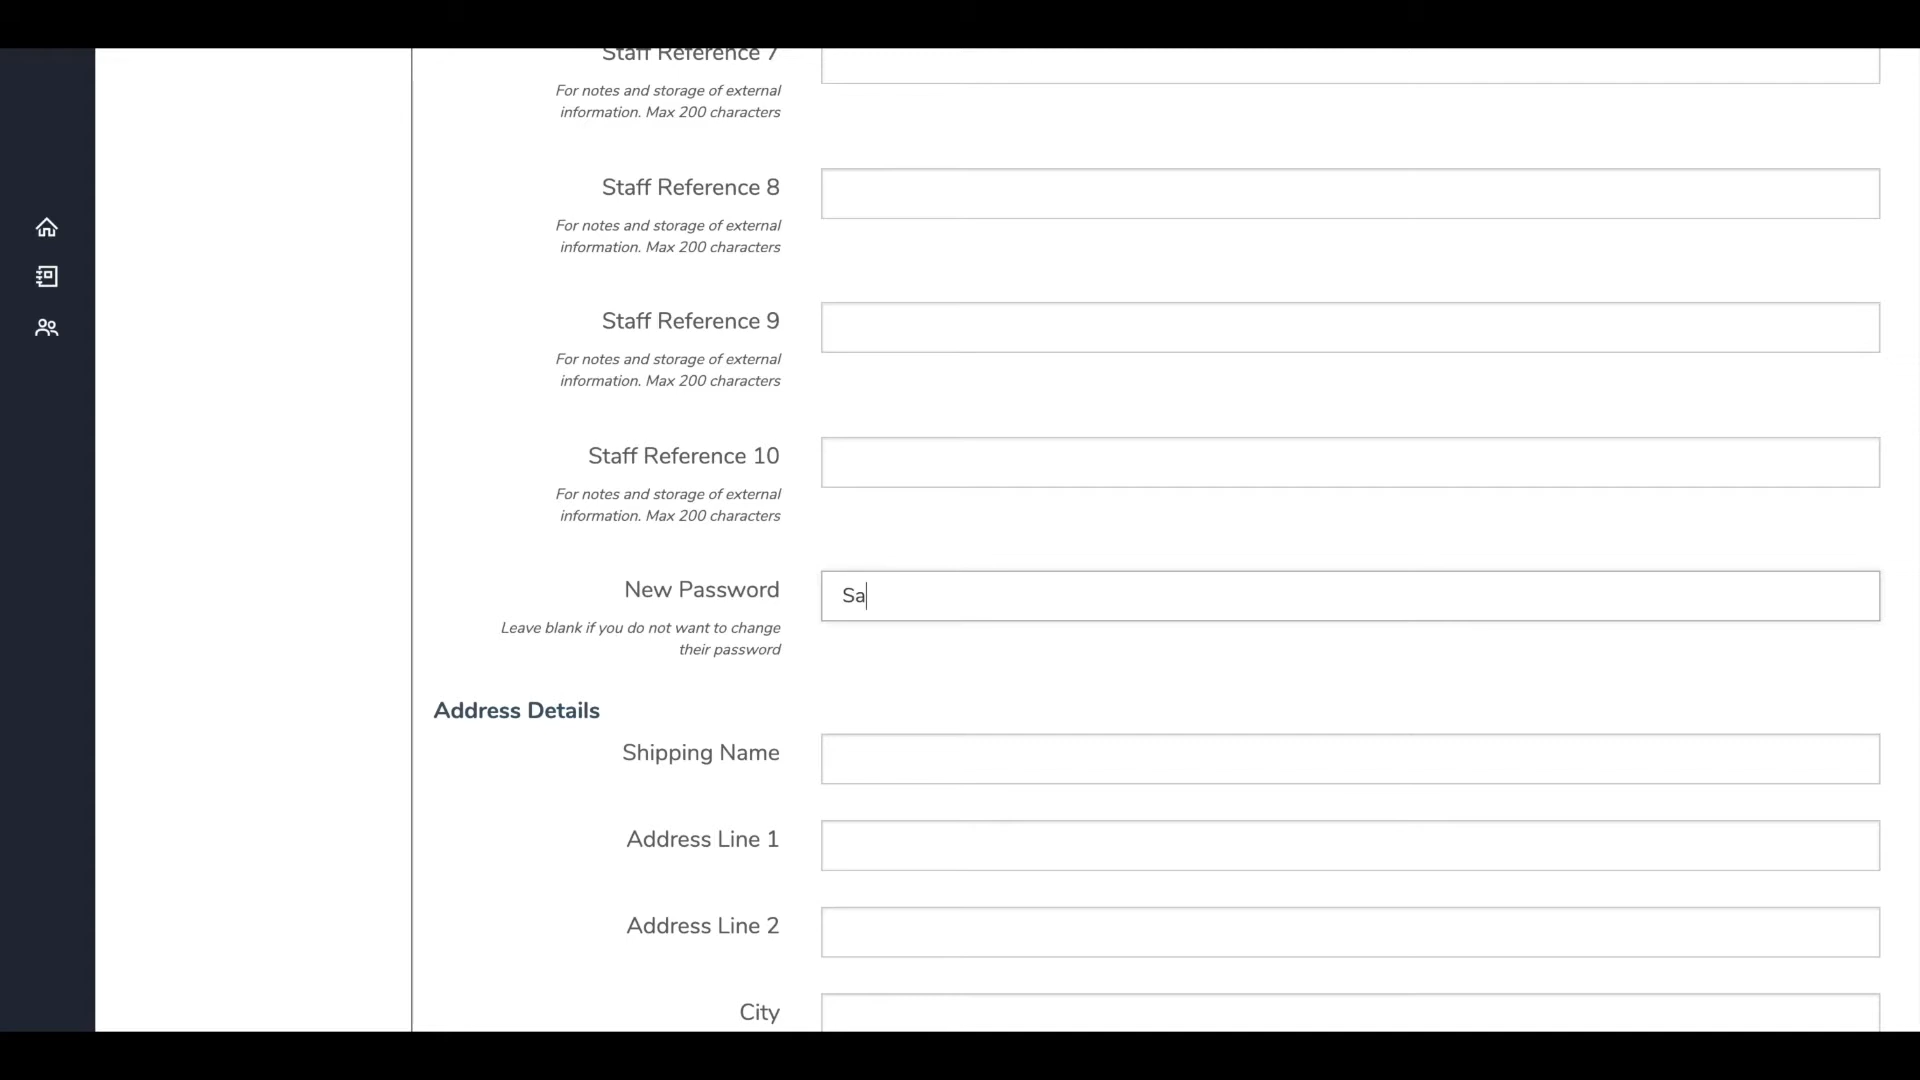 Staff Reference 7
For notes and storage of external
information. Max 200 characters
Staff Reference 8
For notes and storage of external
information. Max 200 characters
Staff Reference 9
For notes and storage of external
information. Max 200 characters
Staff Reference 10
For notes and storage of external
information. Max 200 characters
New Password
Sa
Leave blank if you do not want to change
their password
Address Details
Shipping Name
Address Line 1
Address Line 2
City